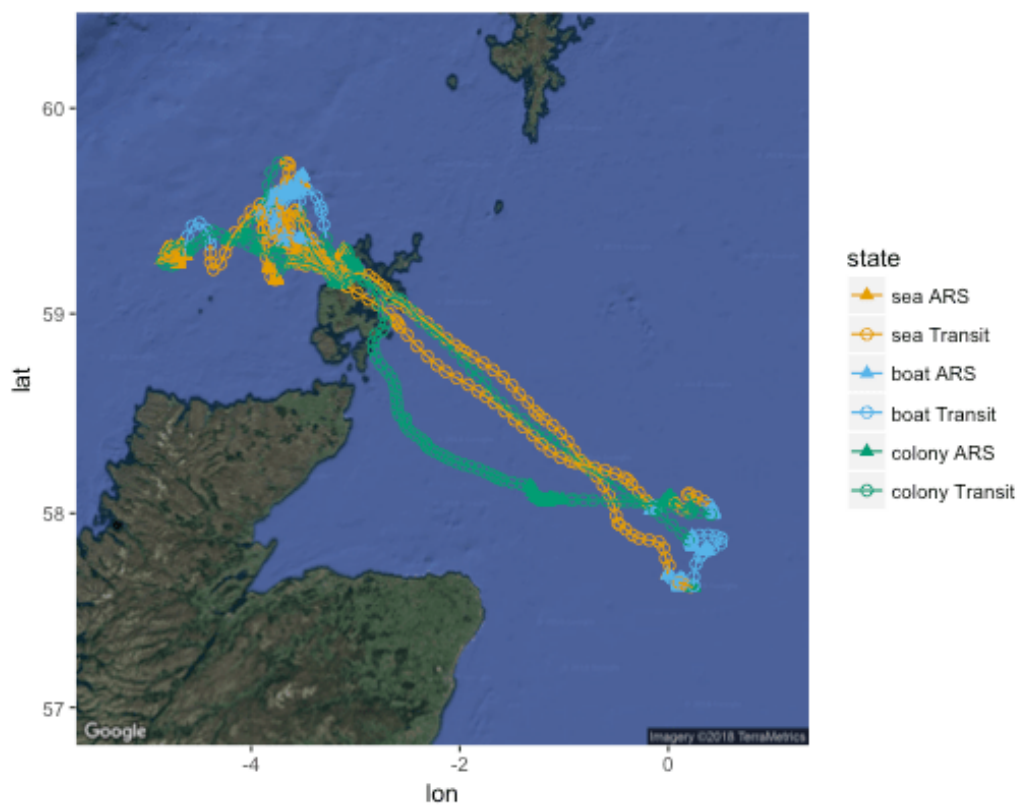 60
59
58
57
lat
-4
-2
0
lon
Google
Imagery ©2018 TerraMetrics
state
sea ARS
sea Transit
boat ARS
boat Transit
colony ARS
colony Transit